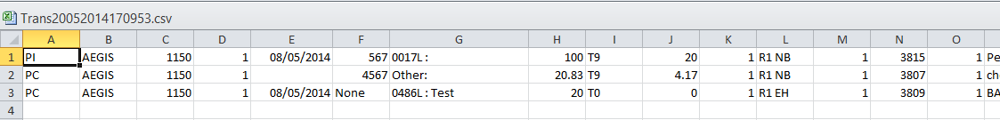 Trans20052014170953.csv
A B C D E F G H I J K L M N O
1 PI AEGIS 1150 1 08/05/2014 567 0017L : 100 T9 20 1 R1 NB 1 3815 1 Pe
2 PC AEGIS 1150 1 4567 Other: 20.83 T9 4.17 1 R1 NB 1 3807 1 ch
3 PC AEGIS 1150 1 08/05/2014 None 0486L : Test 20 T0 0 1 R1 EH 1 3809 1 BA
4